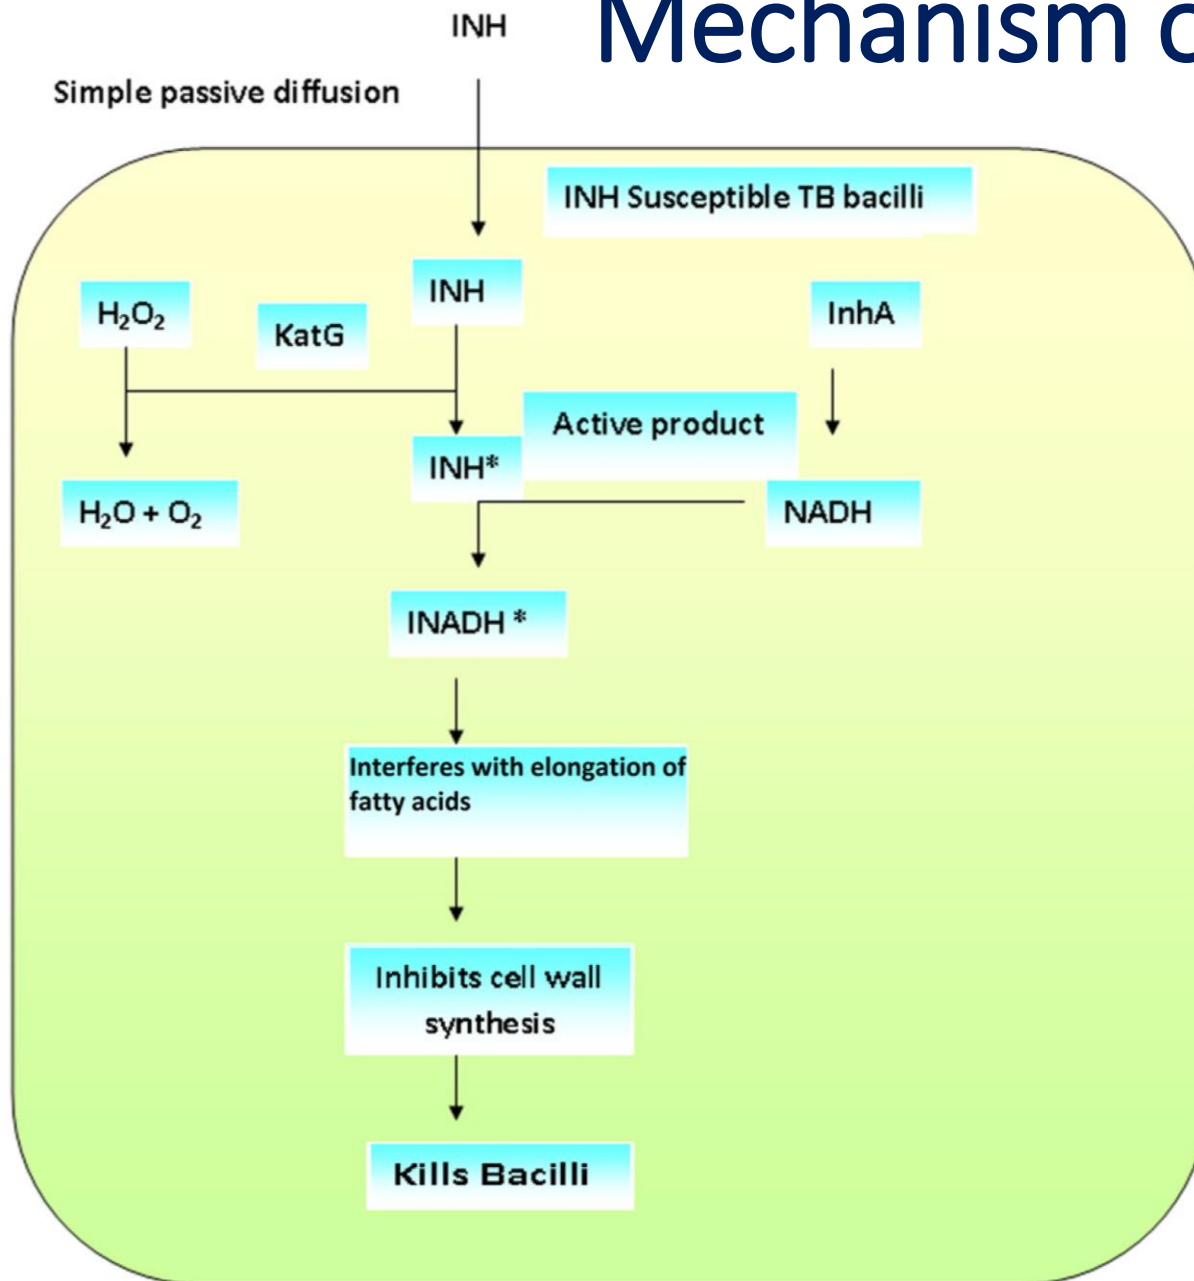 Mechanism o
INH
Simple passive diffusion
INH Susceptible TB bacilli
INH
H₂O₂
KatG
InhA
Active product
INH*
H₂O + O₂
NADH
INADH *
Interferes with elongation of
fatty acids
Inhibits cell wall
synthesis
Kills Bacilli